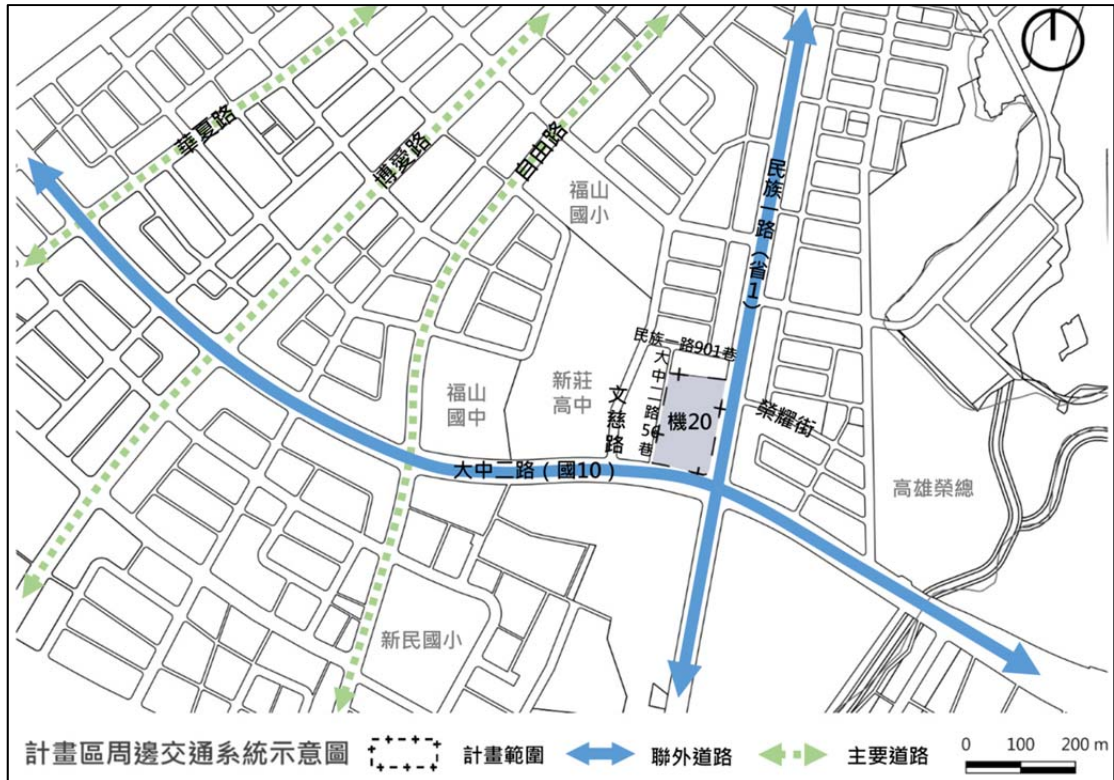 華夏路
博愛路
自由路
福山
國小
民族一路（省1）
民族一路901巷
大中二路50巷
文慈路
新莊
高中
福山
國中
機20
榮耀街
大中二路（國10）
高雄榮總
新民國小
計畫區周邊交通系統示意圖
計畫範圍
聯外道路
主要道路
0 100 200 m